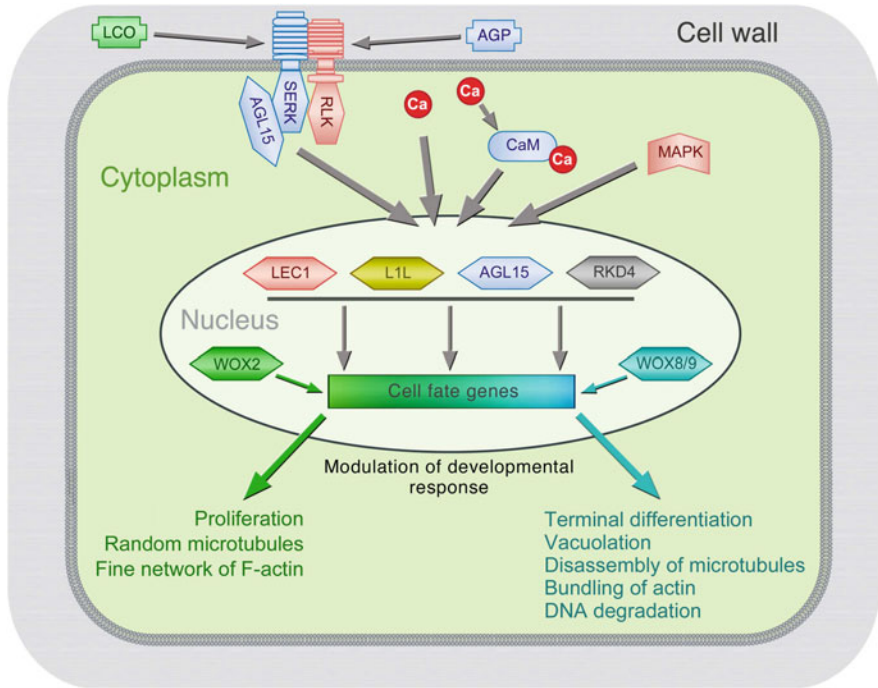 LCO
AGP
Cell wall
AGL15
SERK
RLK
Ca
Ca
CaM
Ca
MAPK
Cytoplasm
LEC1
L1L
AGL15
RKD4
Nucleus
WOX2
WOX8/9
Cell fate genes
Modulation of developmental
response
Proliferation
Random microtubules
Fine network of F-actin
Terminal differentiation
Vacuolation
Disassembly of microtubules
Bundling of actin
DNA degradation